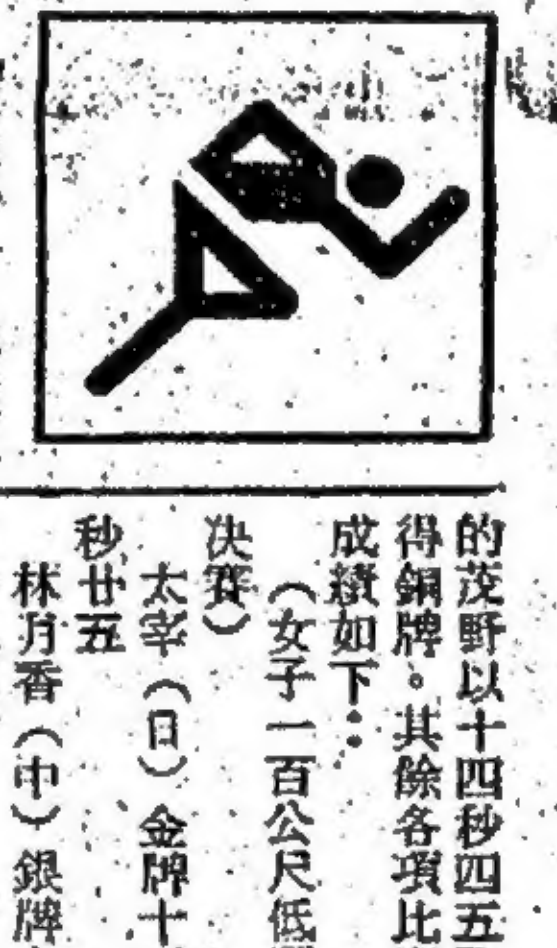 的茂野以十四秒四五
得銅牌。其餘各項比
成績如下：
（女子一百公尺低
決賽）
太宰（日）金牌十
秒廿五
林月香（中）銀牌